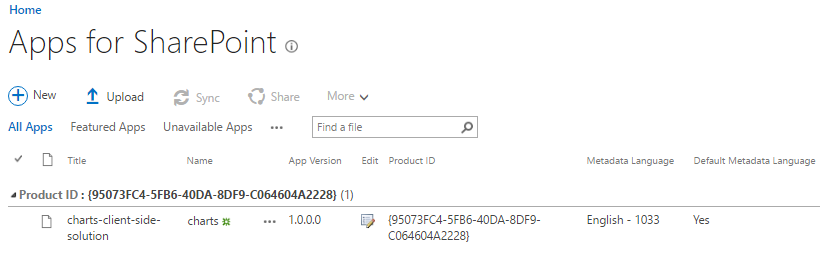 Home
Apps for SharePoint
New Upload Sync Share More
All Apps Featured Apps Unavailable Apps ••• Find a file
Title Name App Version Edit Product ID Metadata Language Default Metadata Language
Product ID : {95073FC4-5FB6-40DA-8DF9-C064604A2228} (1)
charts-client-side- charts ••• 1.0.0.0 {95073FC4-5FB6-40DA-8DF9- English - 1033 Yes
solution C064604A2228}